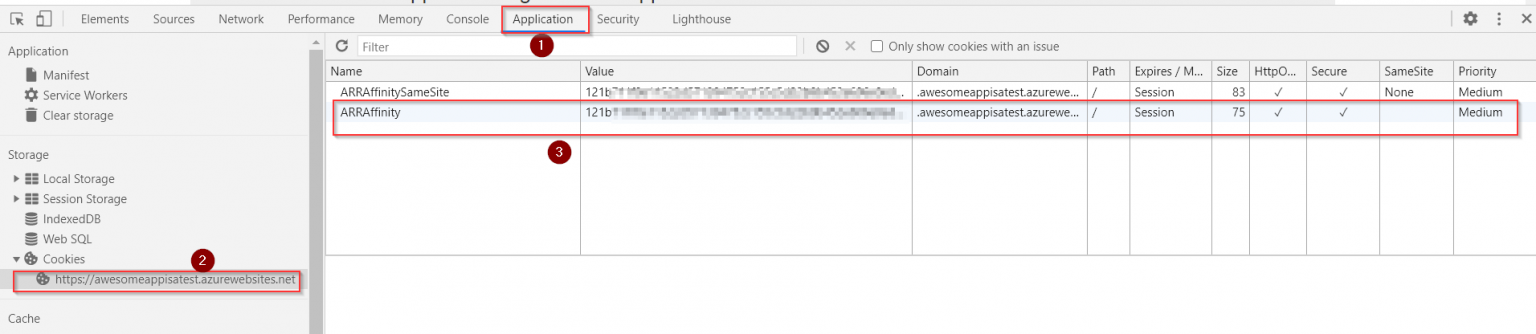 Elements Sources Network Performance Memory Console Application Security Lighthouse
1
Application
Manifest
Service Workers
Clear storage
Storage
Local Storage
Session Storage
IndexedDB
Web SQL
Cookies
2
https://awesomeappisatest.azurewebsites.net
Cache
Filter Only show cookies with an issue
Name Value Domain Path Expires / M... Size HttpO... Secure SameSite Priority
ARRAffinitySameSite 121b .awesomeappisatest.azurewe... / Session 83 ✓ ✓ None Medium
ARRAffinity 121b .awesomeappisatest.azurewe... / Session 75 ✓ ✓ Medium
3